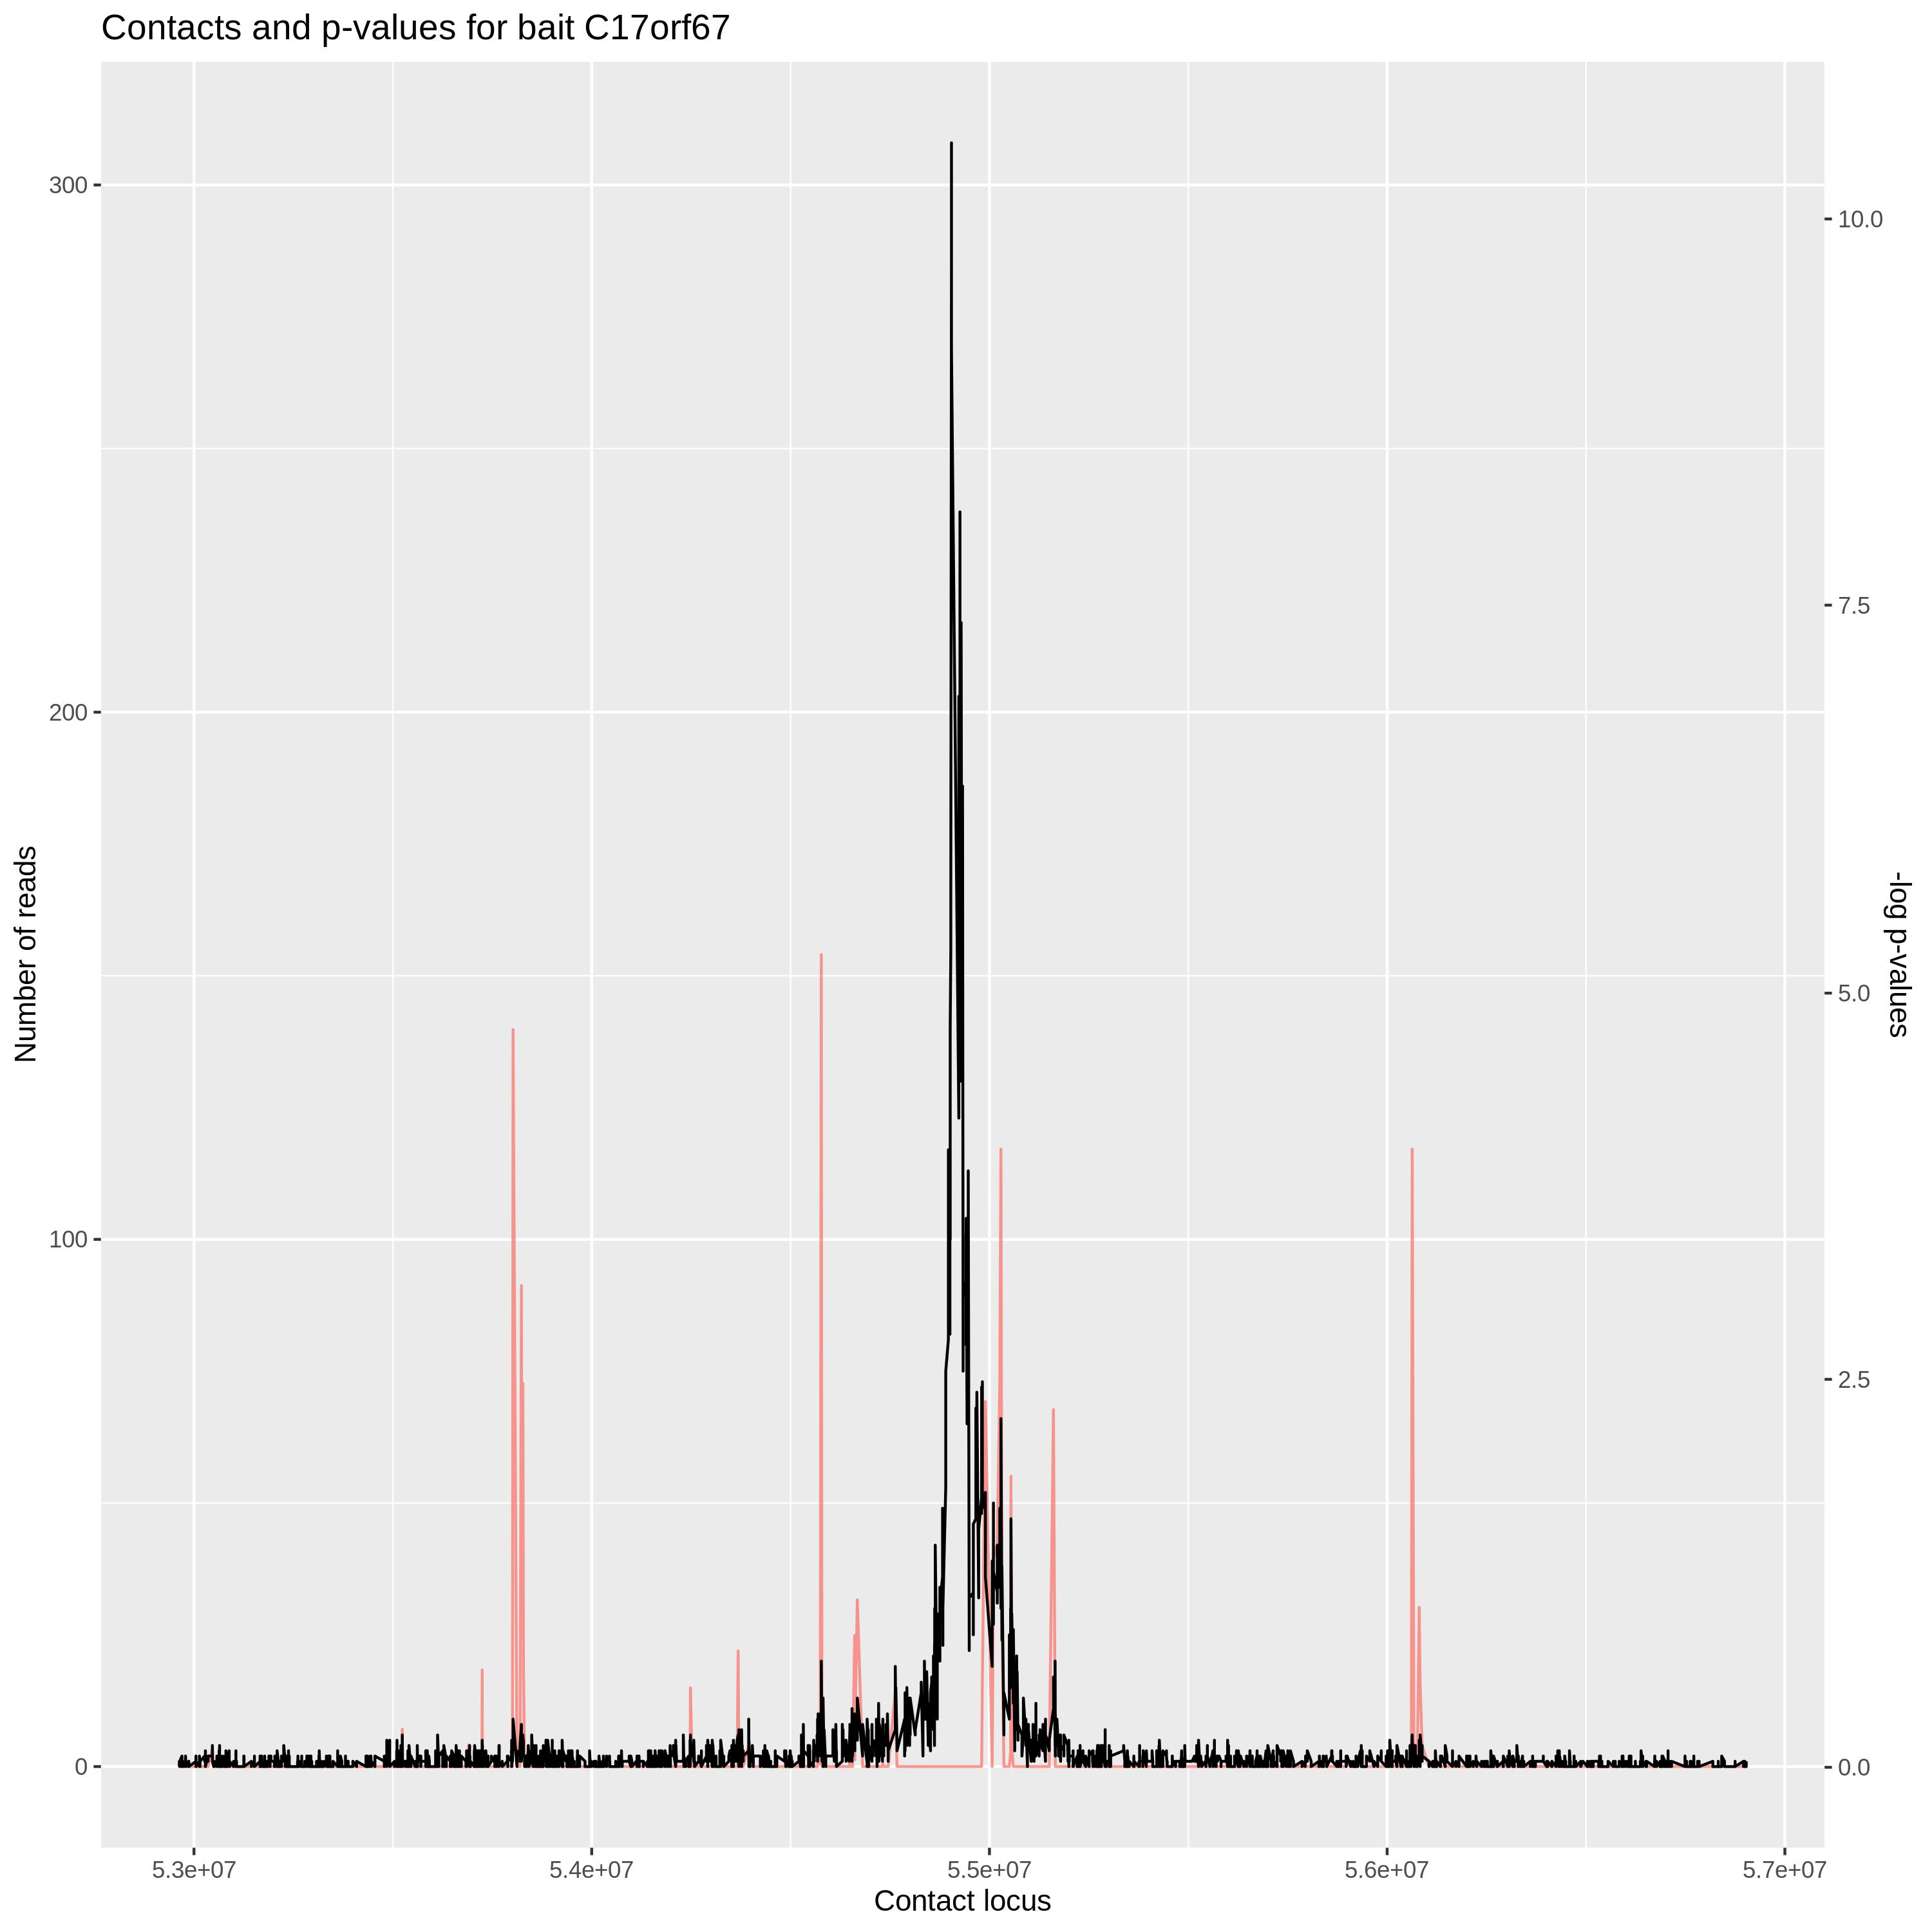 Contacts and p-values for bait C17orf67
300
200
100
0
Number of reads
10.0
7.5
5.0
2.5
0.0
-log p-values
5.3e+07
5.4e+07
5.5e+07
5.6e+07
5.7e+07
Contact locus